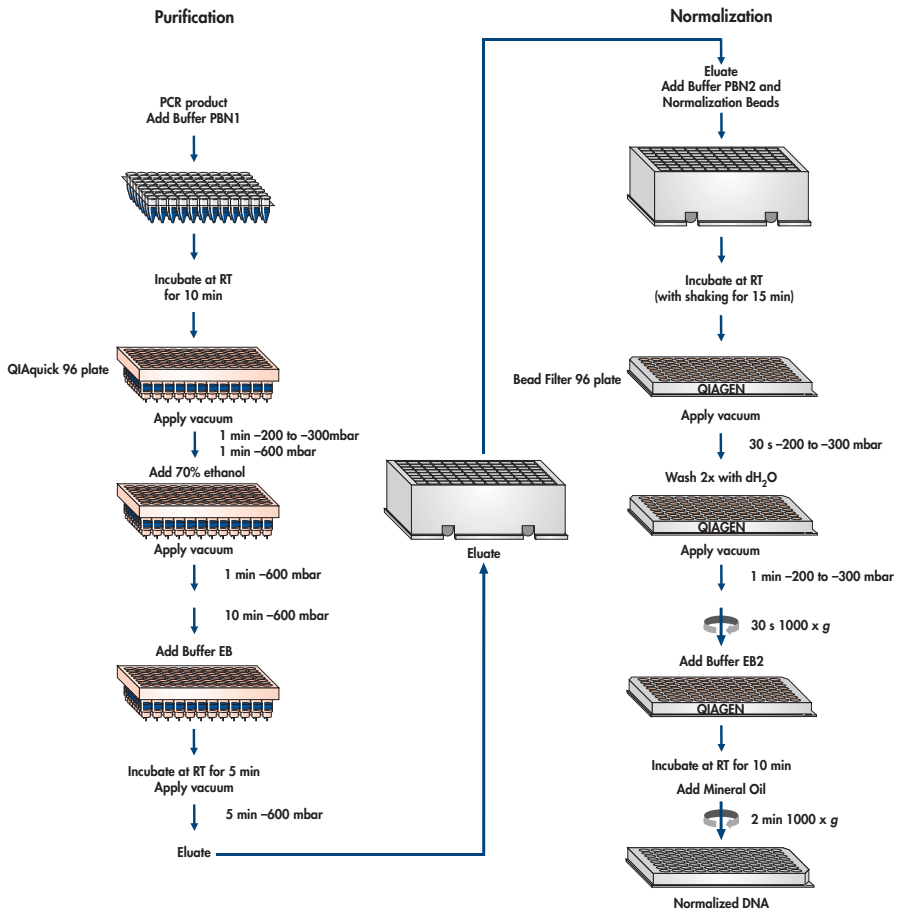 Purification
PCR product
Add Buffer PBN1
Incubate at RT
for 10 min
QIAquick 96 plate
Apply vacuum
1 min –200 to –300mbar
1 min –600 mbar
Add 70% ethanol
Apply vacuum
1 min –600 mbar
10 min –600 mbar
Add Buffer EB
Incubate at RT for 5 min
Apply vacuum
5 min –600 mbar
Eluate
Eluate
Normalization
Eluate
Add Buffer PBN2 and
Normalization Beads
Incubate at RT
(with shaking for 15 min)
Bead Filter 96 plate
QIAGEN
Apply vacuum
30 s –200 to –300 mbar
Wash 2x with dH₂O
QIAGEN
Apply vacuum
1 min –200 to –300 mbar
30 s 1000 x g
Add Buffer EB2
QIAGEN
Incubate at RT for 10 min
Add Mineral Oil
2 min 1000 x g
Normalized DNA